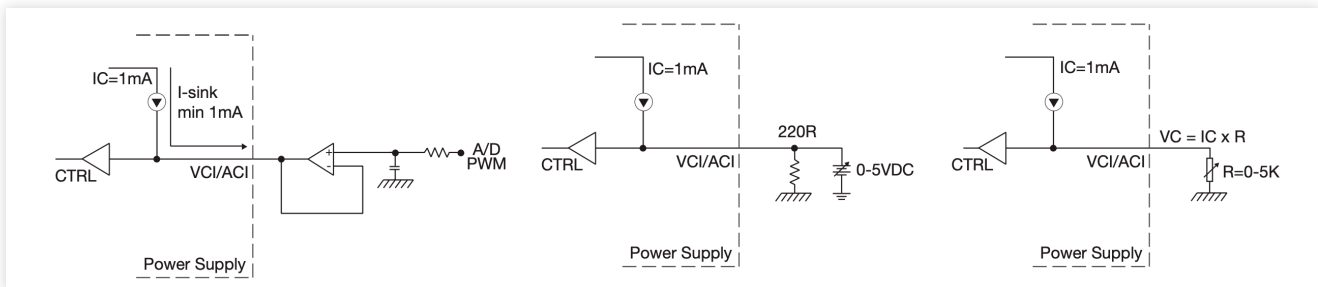 IC=1mA
I-sink
min 1mA
A/D
PWM
CTRL
VCI/ACI
Power Supply
IC=1mA
220R
CTRL
VCI/ACI
0-5VDC
Power Supply
IC=1mA
VC = IC x R
CTRL
VCI/ACI
R=0-5K
Power Supply